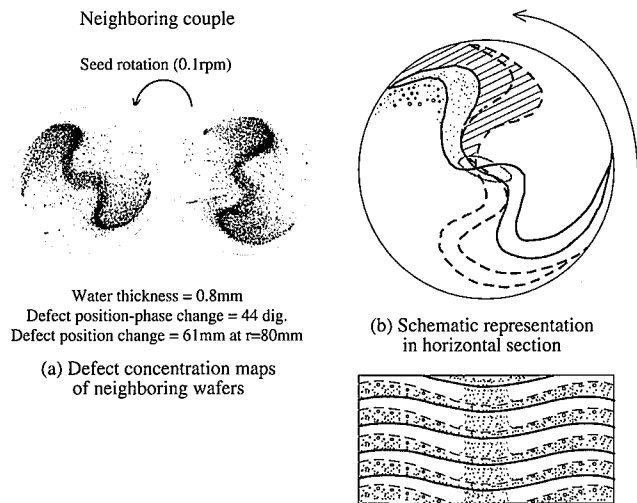 Neighboring couple
Seed rotation (0.1rpm)
Water thickness = 0.8mm
Defect position-phase change = 44 dig.
Defect position change = 61mm at r=80mm
(a) Defect concentration maps
of neighboring wafers
(b) Schematic representation
in horizontal section